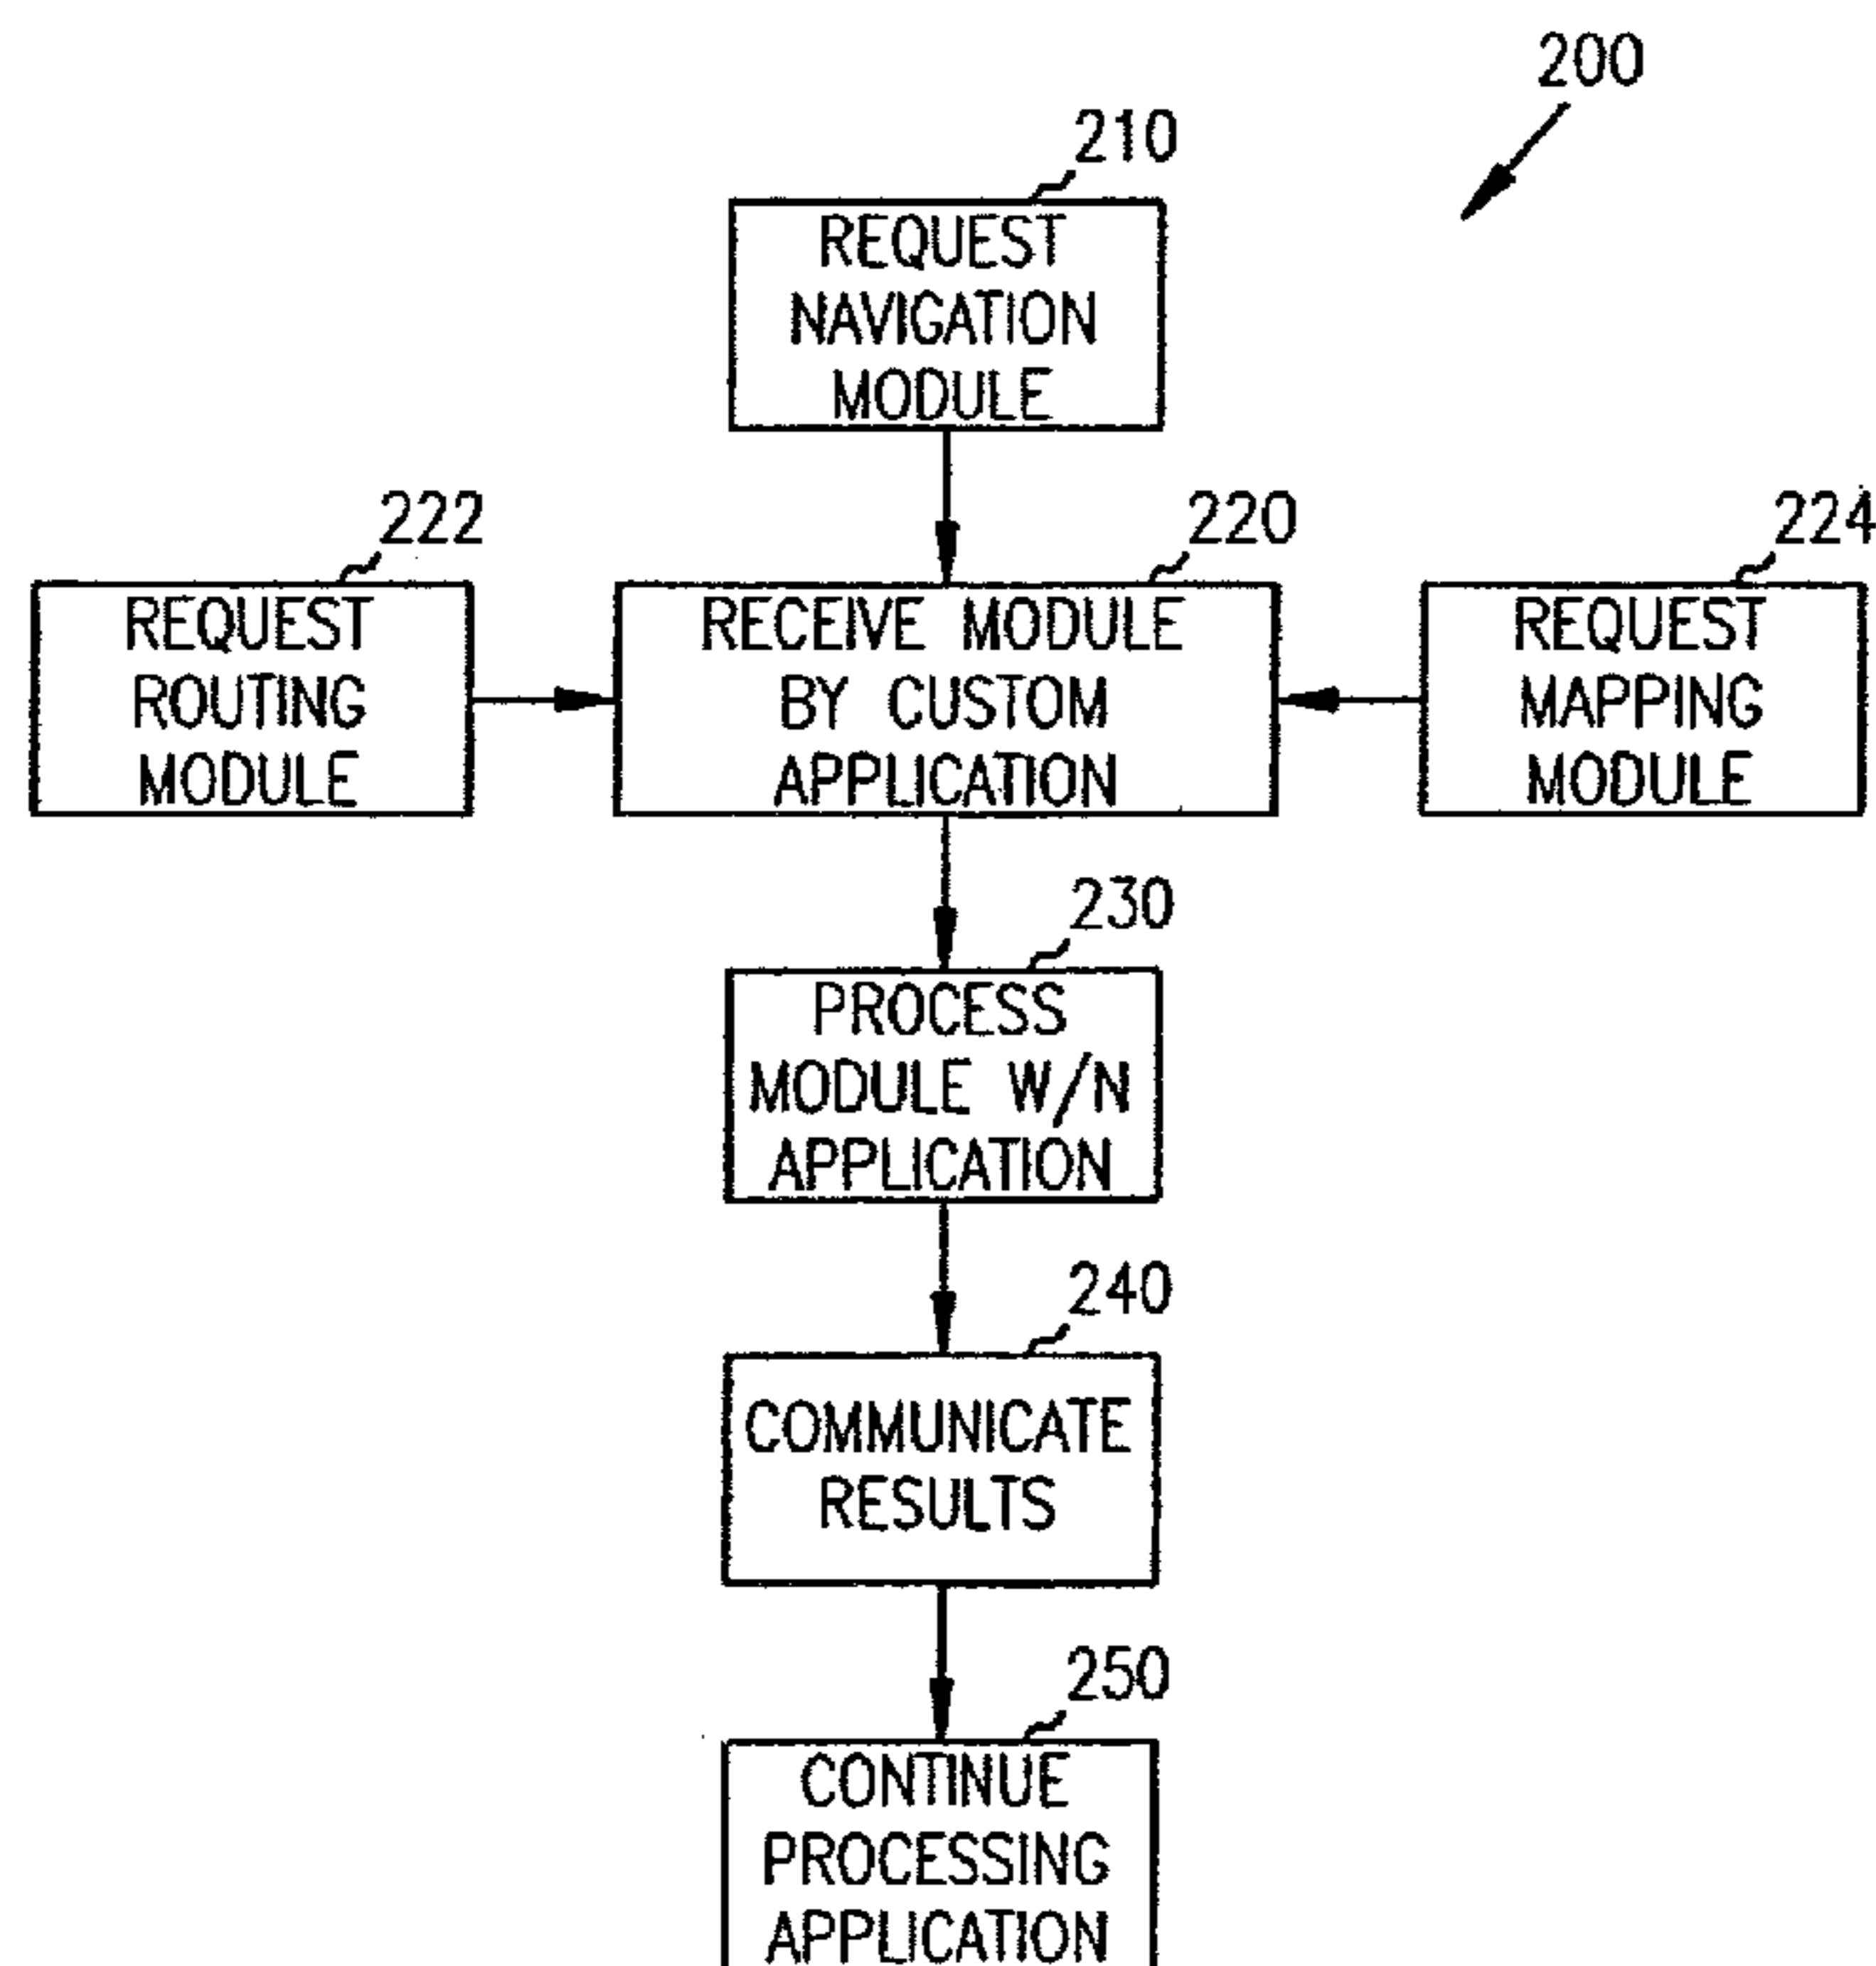 200
210
REQUEST
NAVIGATION
MODULE
222
REQUEST
ROUTING
MODULE
220
RECEIVE MODULE
BY CUSTOM
APPLICATION
224
REQUEST
MAPPING
MODULE
230
PROCESS
MODULE W/N
APPLICATION
240
COMMUNICATE
RESULTS
250
CONTINUE
PROCESSING
APPLICATION